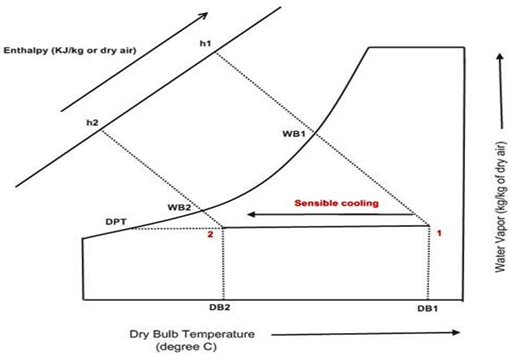 Enthalpy (KJ/kg or dry air)
h1
h2
WB1
WB2
DPT
Sensible cooling
2
1
DB2
DB1
Dry Bulb Temperature
(degree C)
Water Vapor (kg/kg of dry air)